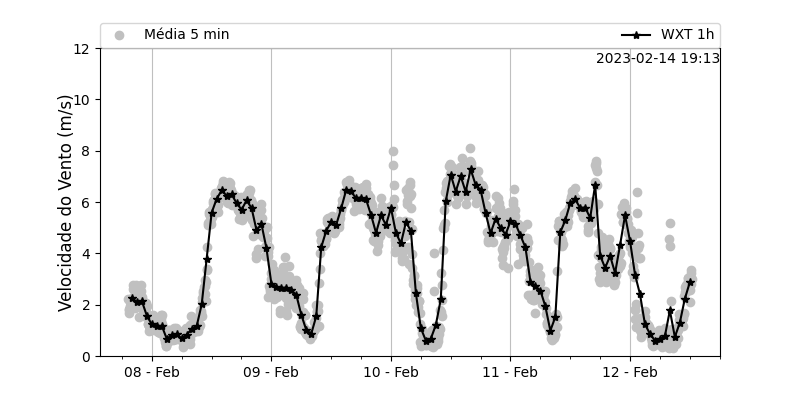 Média 5 min
WXT 1h
2023-02-14 19:13
Velocidade do Vento (m/s)
12
10
8
6
4
2
0
08 - Feb
09 - Feb
10 - Feb
11 - Feb
12 - Feb